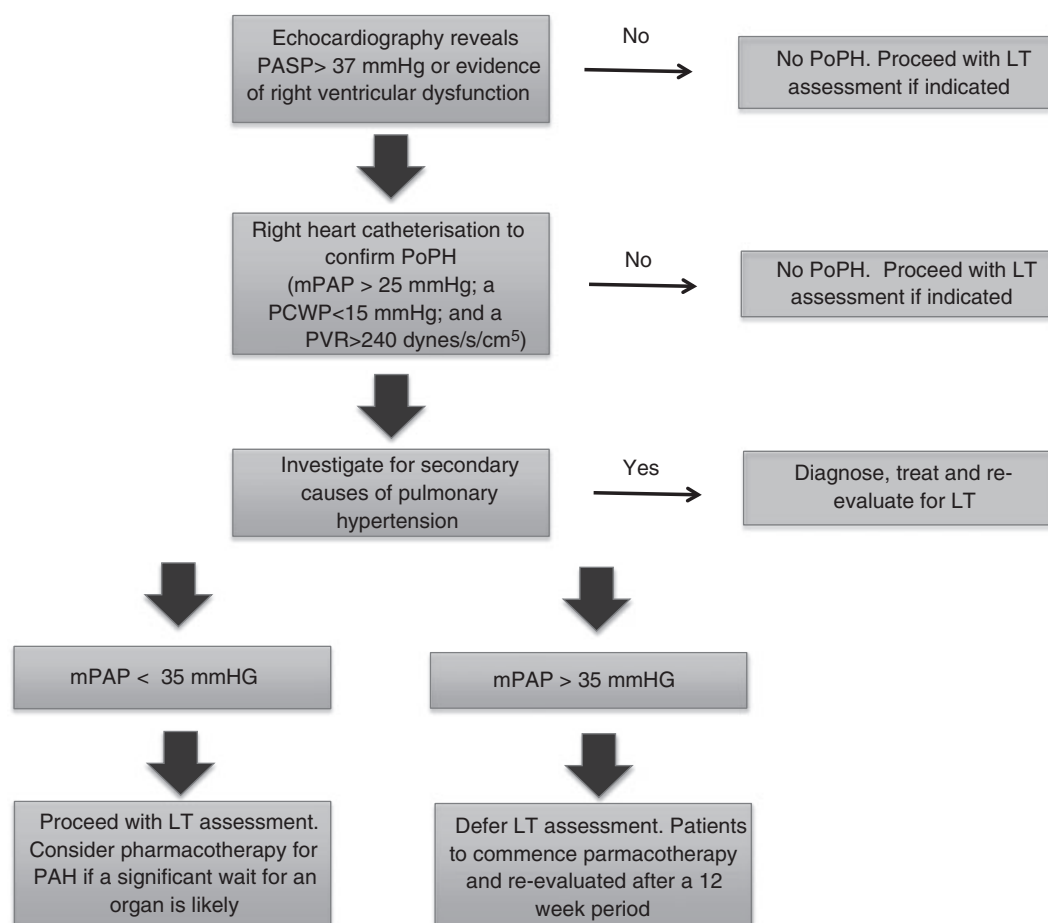 Echocardiography reveals
PASP> 37 mmHg or evidence
of right ventricular dysfunction
No
No PoPH. Proceed with LT
assessment if indicated
Right heart catheterisation to
confirm PoPH
(mPAP > 25 mmHg; a
PCWP<15 mmHg; and a
PVR>240 dynes/s/cm⁵)
No
No PoPH. Proceed with LT
assessment if indicated
Investigate for secondary
causes of pulmonary
hypertension
Yes
Diagnose, treat and re-
evaluate for LT
mPAP < 35 mmHG
mPAP > 35 mmHG
Proceed with LT assessment.
Consider pharmacotherapy for
PAH if a significant wait for an
organ is likely
Defer LT assessment. Patients
to commence parmacotherapy
and re-evaluated after a 12
week period